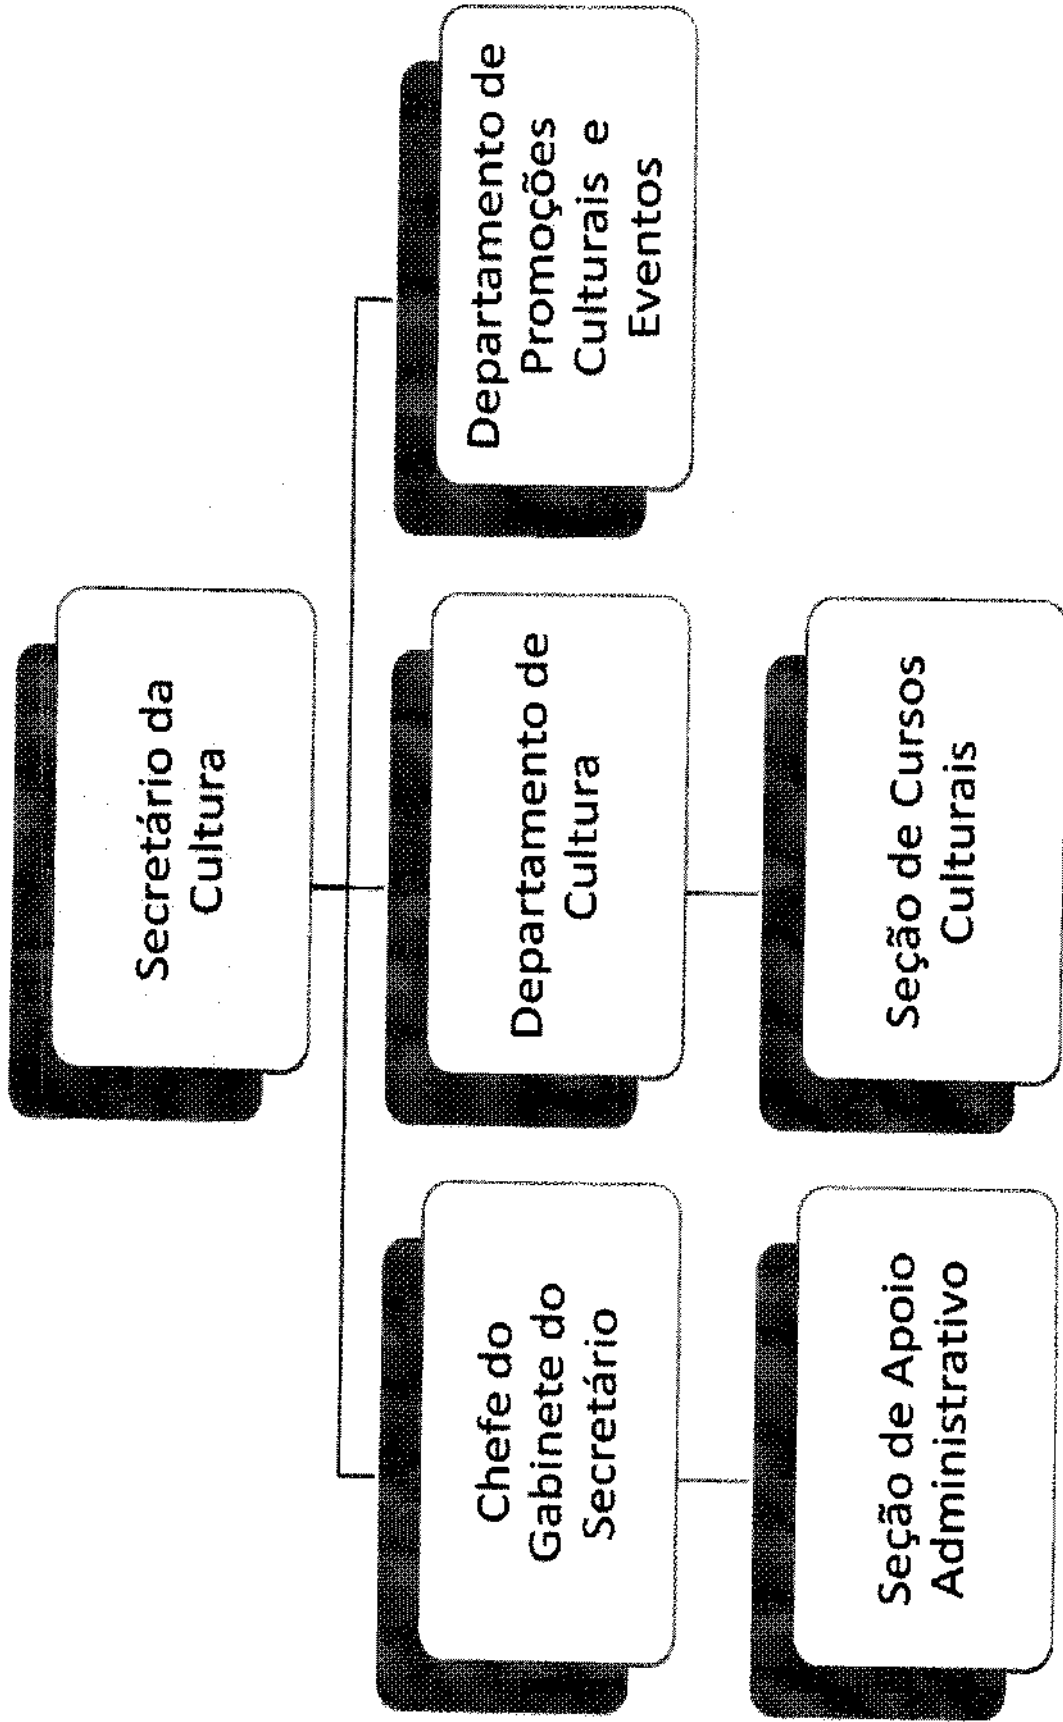 Secretário da
Cultura
Chefe do
Gabinete do
Secretário
Departamento de
Cultura
Departamento de
Promoções
Culturais e
Eventos
Seção de Apoio
Administrativo
Seção de Cursos
Culturais